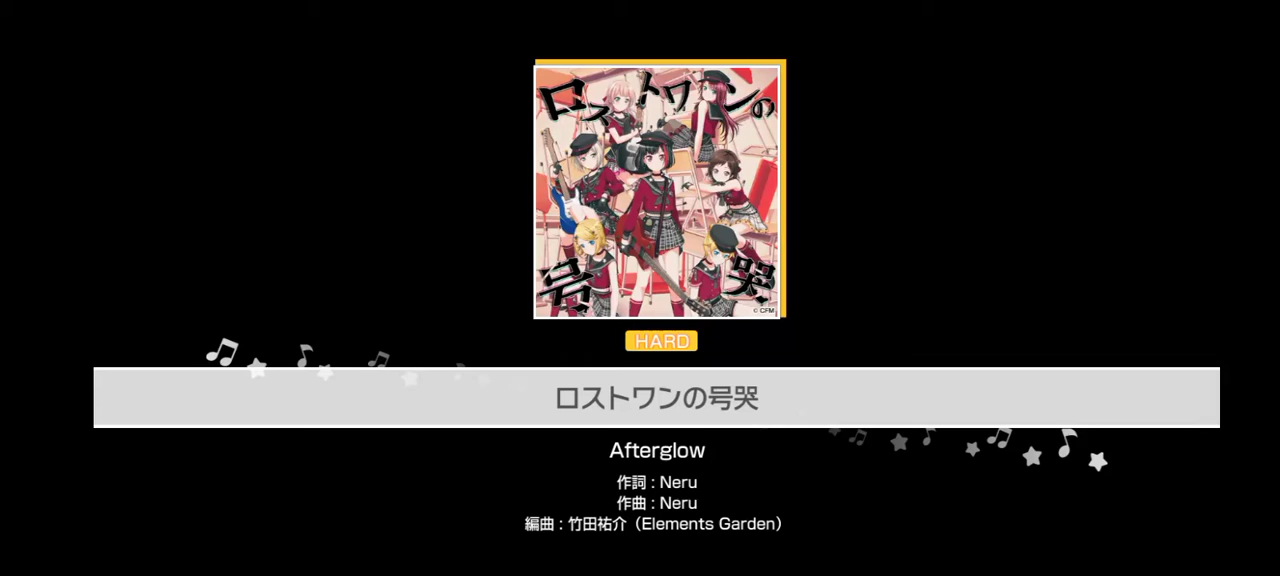 ロストワンの
号哭
© CFM
HARD
ロストワンの号哭
Afterglow
作詞 : Neru
作曲 : Neru
編曲 : 竹田祐介（Elements Garden）